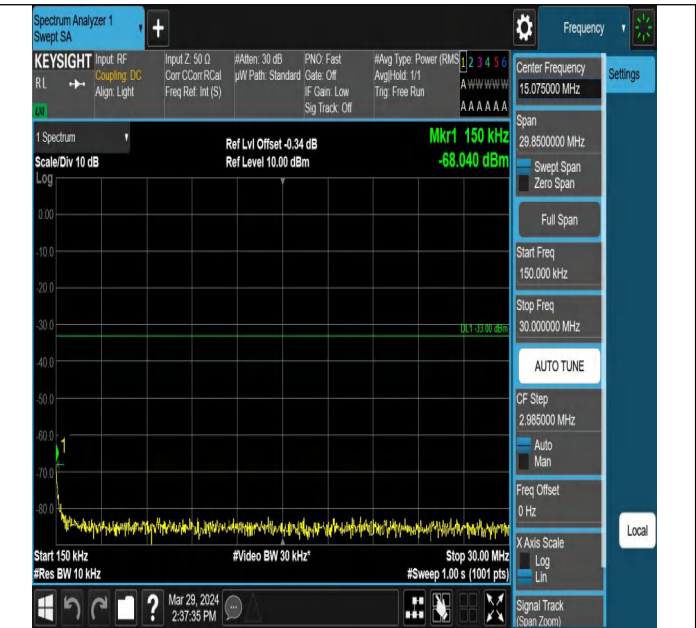 Spectrum Analyzer 1
Swept SA
Frequency
KEYSIGHT
RL
Input: RF
Coupling: DC
Align: Light
Input Z: 50 Ω
Corr CCorr RCal
Freq Ref: Int (S)
#Atten: 30 dB
µW Path: Standard
PNO: Fast
Gate: Off
IF Gain: Low
Sig Track: Off
#Avg Type: Power (RMS
Avg|Hold: 1/1
Trig: Free Run
1 2 3 4 5 6
A W W W W W
A A A A A A
1 Spectrum
Scale/Div 10 dB
Log
Ref Lvl Offset -0.34 dB
Ref Level 10.00 dBm
Mkr1 150 kHz
-68.040 dBm
0.00
-10.0
-20.0
-30.0
DL1 -33.00 dBm
-40.0
-50.0
-60.0
1
-70.0
-80.0
Start 150 kHz
#Res BW 10 kHz
#Video BW 30 kHz*
Stop 30.00 MHz
#Sweep 1.00 s (1001 pts)
Mar 29, 2024
2:37:35 PM
Center Frequency
15.075000 MHz
Settings
Span
29.8500000 MHz
Swept Span
Zero Span
Full Span
Start Freq
150.000 kHz
Stop Freq
30.000000 MHz
AUTO TUNE
CF Step
2.985000 MHz
Auto
Man
Freq Offset
0 Hz
X Axis Scale
Log
Lin
Signal Track
(Span Zoom)
Local